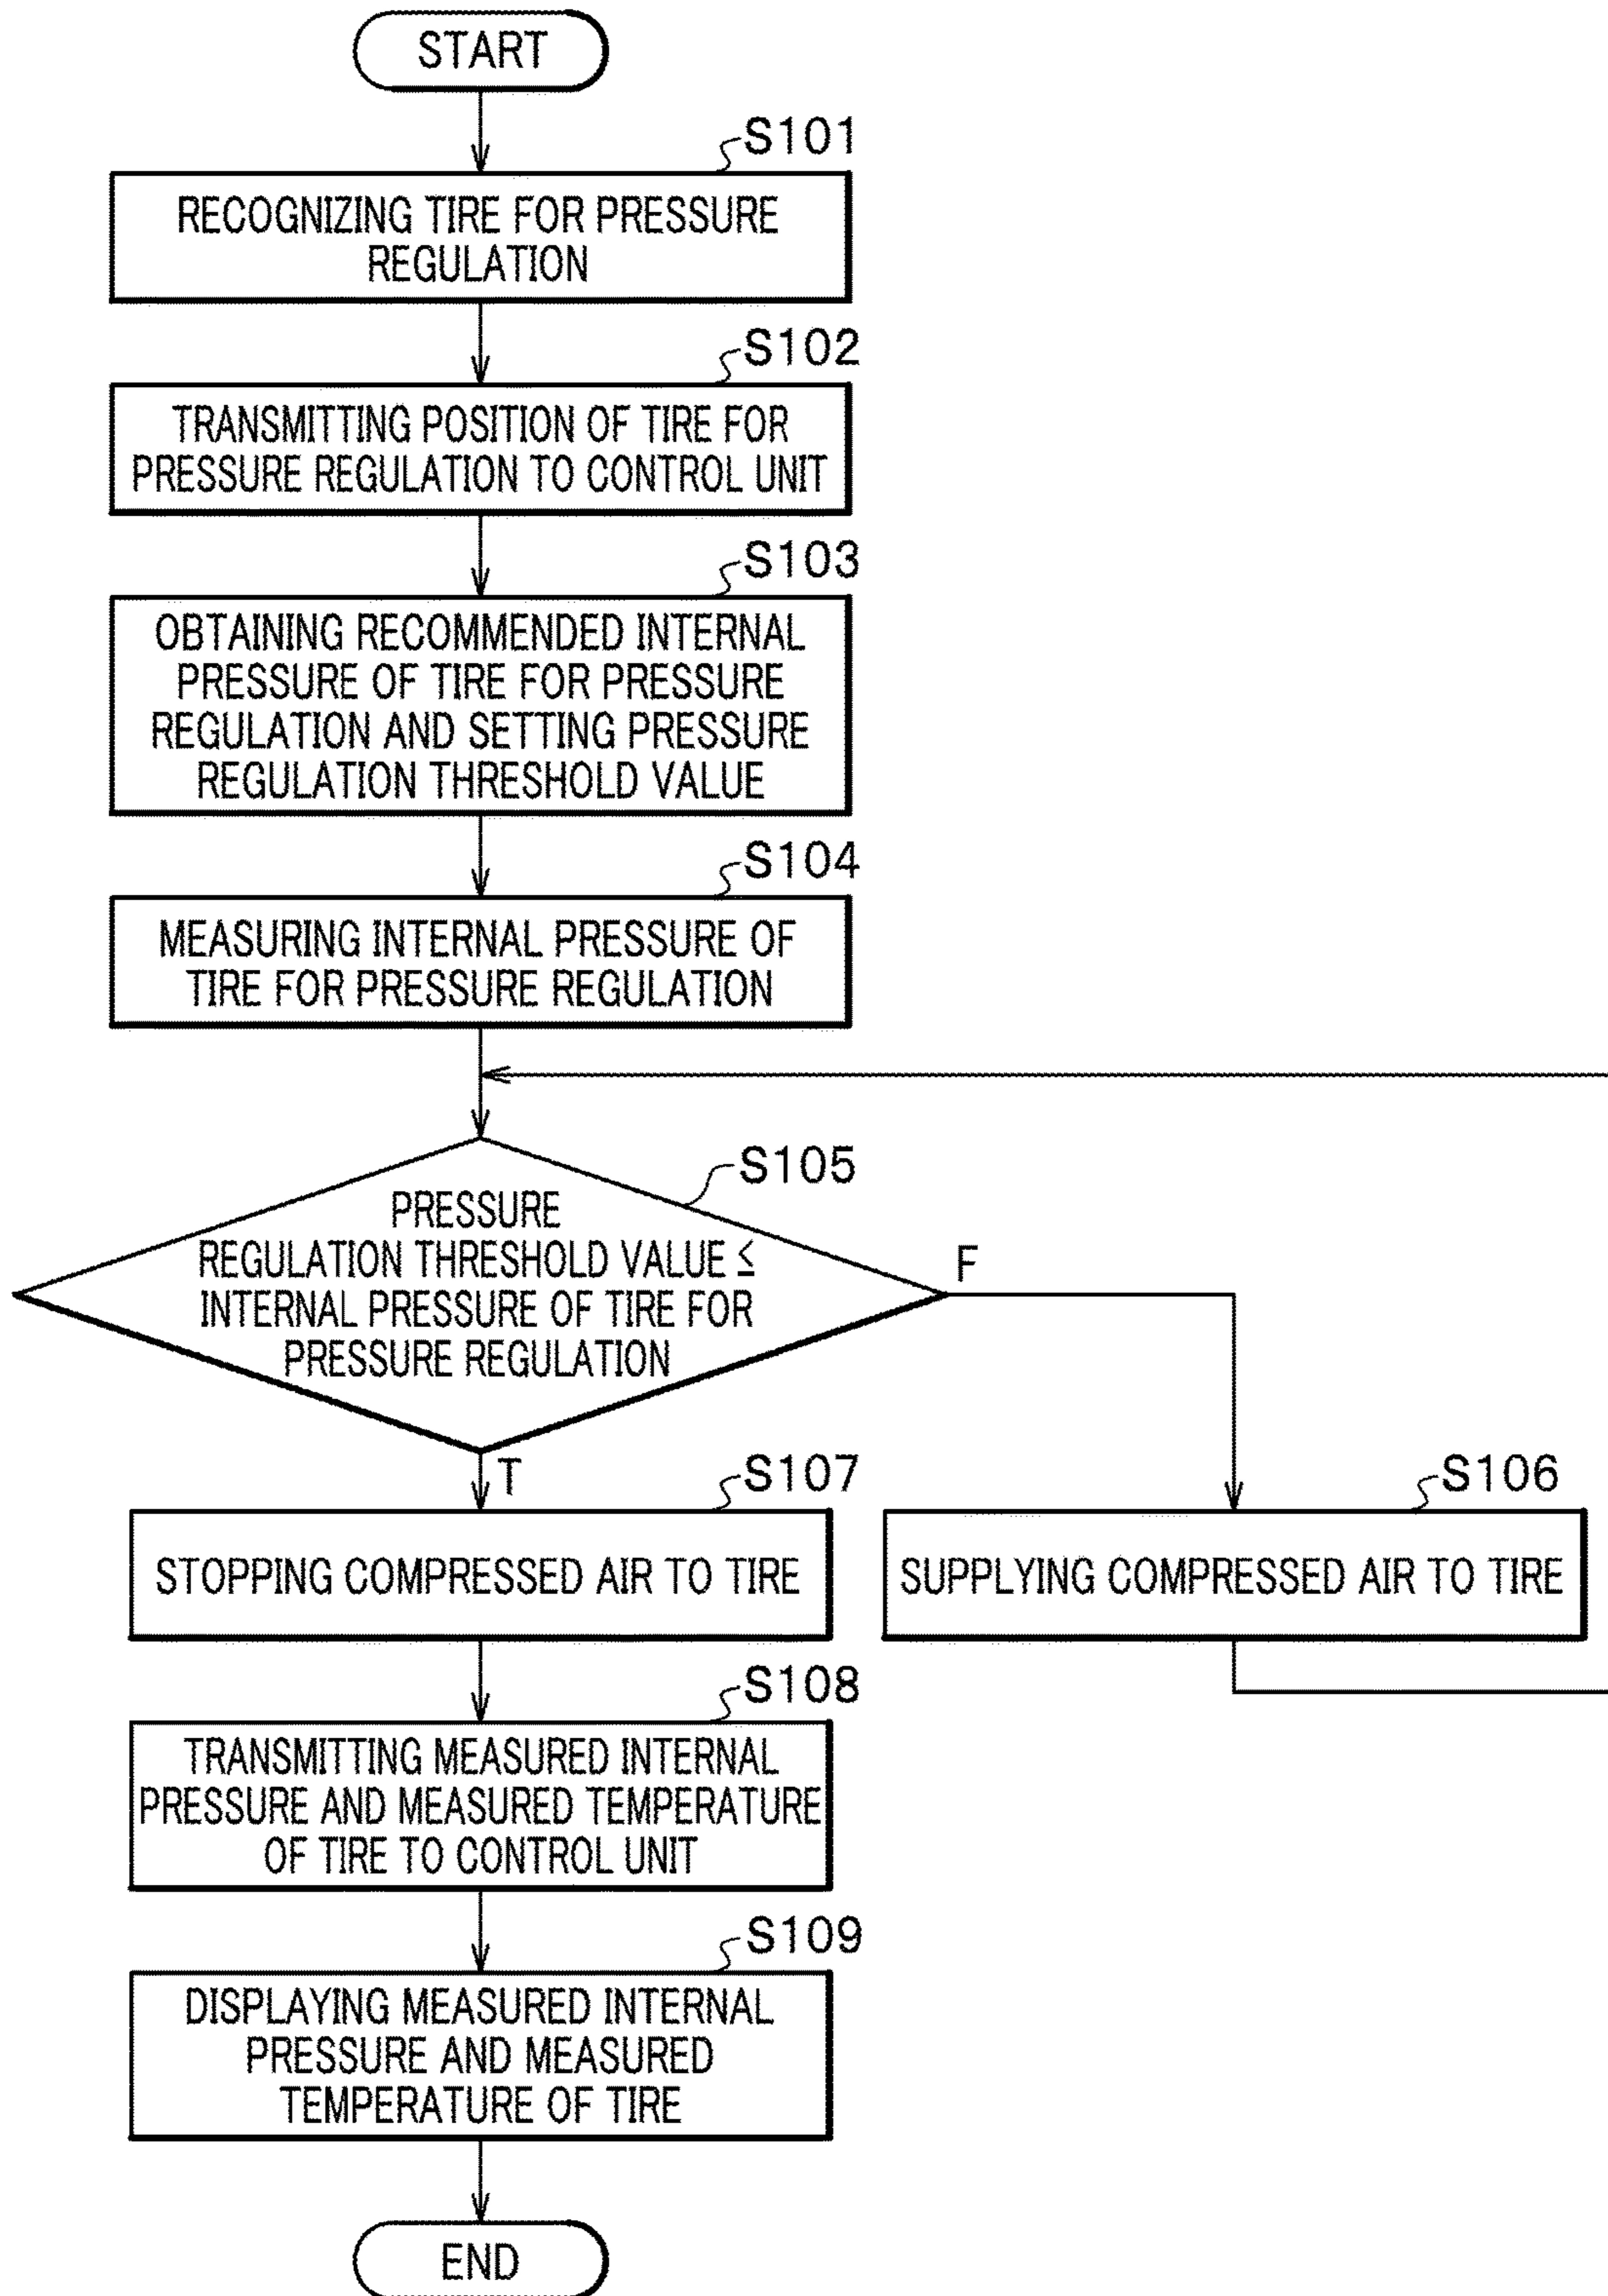 START
S101
RECOGNIZING TIRE FOR PRESSURE
REGULATION
S102
TRANSMITTING POSITION OF TIRE FOR
PRESSURE REGULATION TO CONTROL UNIT
S103
OBTAINING RECOMMENDED INTERNAL
PRESSURE OF TIRE FOR PRESSURE
REGULATION AND SETTING PRESSURE
REGULATION THRESHOLD VALUE
S104
MEASURING INTERNAL PRESSURE OF
TIRE FOR PRESSURE REGULATION
S105
PRESSURE
REGULATION THRESHOLD VALUE ≤
INTERNAL PRESSURE OF TIRE FOR
PRESSURE REGULATION
F
T
S107
STOPPING COMPRESSED AIR TO TIRE
S106
SUPPLYING COMPRESSED AIR TO TIRE
S108
TRANSMITTING MEASURED INTERNAL
PRESSURE AND MEASURED TEMPERATURE
OF TIRE TO CONTROL UNIT
S109
DISPLAYING MEASURED INTERNAL
PRESSURE AND MEASURED
TEMPERATURE OF TIRE
END